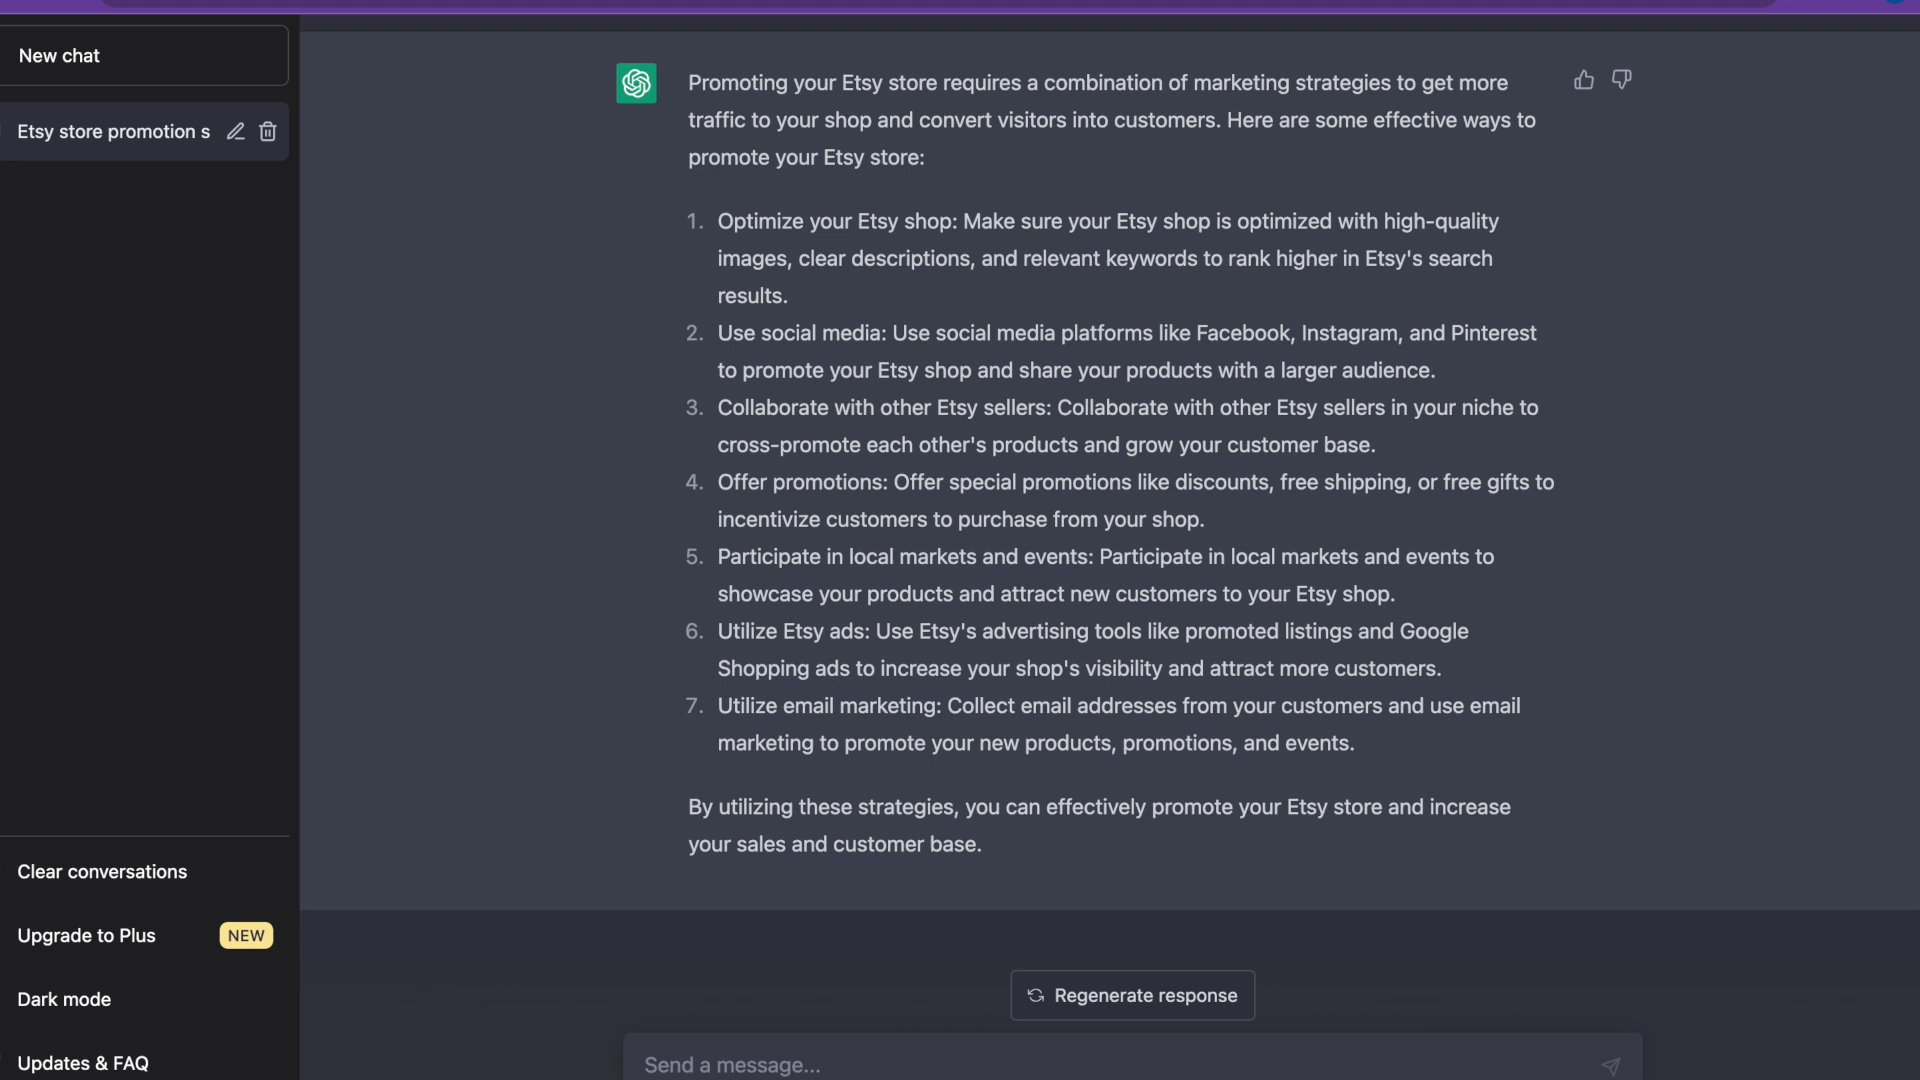 New chat
Etsy store promotion s
Clear conversations
Upgrade to Plus NEW
Dark mode
Updates & FAQ
Promoting your Etsy store requires a combination of marketing strategies to get more
traffic to your shop and convert visitors into customers. Here are some effective ways to
promote your Etsy store:
1. Optimize your Etsy shop: Make sure your Etsy shop is optimized with high-quality
images, clear descriptions, and relevant keywords to rank higher in Etsy's search
results.
2. Use social media: Use social media platforms like Facebook, Instagram, and Pinterest
to promote your Etsy shop and share your products with a larger audience.
3. Collaborate with other Etsy sellers: Collaborate with other Etsy sellers in your niche to
cross-promote each other's products and grow your customer base.
4. Offer promotions: Offer special promotions like discounts, free shipping, or free gifts to
incentivize customers to purchase from your shop.
5. Participate in local markets and events: Participate in local markets and events to
showcase your products and attract new customers to your Etsy shop.
6. Utilize Etsy ads: Use Etsy's advertising tools like promoted listings and Google
Shopping ads to increase your shop's visibility and attract more customers.
7. Utilize email marketing: Collect email addresses from your customers and use email
marketing to promote your new products, promotions, and events.
By utilizing these strategies, you can effectively promote your Etsy store and increase
your sales and customer base.
Regenerate response
Send a message...